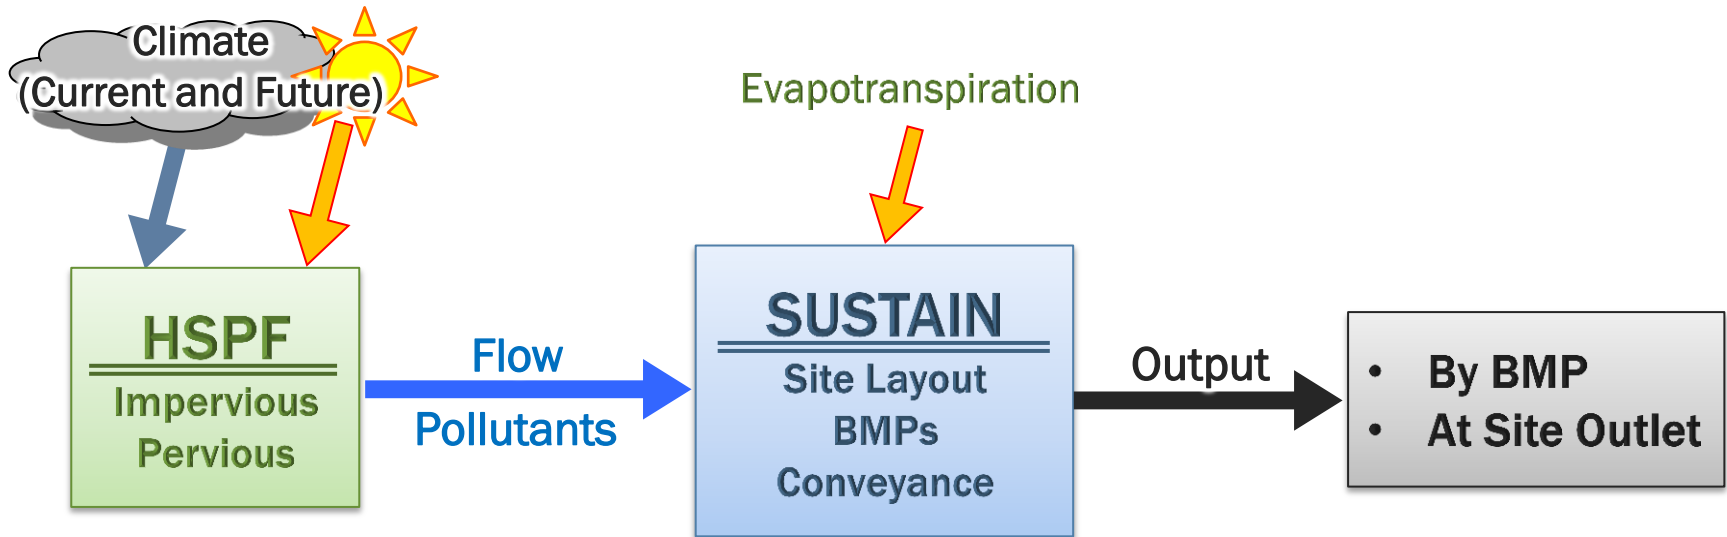 Climate
(Current and Future)
Evapotranspiration
HSPF
Impervious
Pervious
Flow
Pollutants
SUSTAIN
Site Layout
BMPs
Conveyance
Output
• By BMP
• At Site Outlet